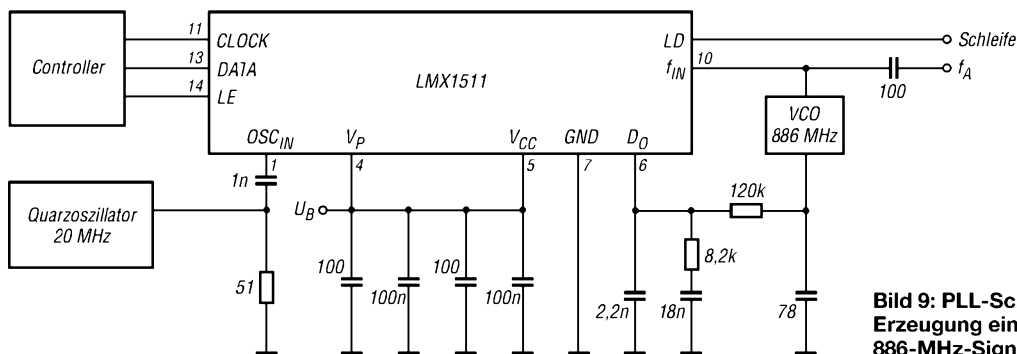 Controller
11 CLOCK
13 DATA
14 LE
LMX1511
LD
Schleife
f_IN 10
100
f_A
VCO
886 MHz
OSC_IN
1
V_P
4
V_CC
5
GND
7
D_O
6
1n
Quarzoszillator
20 MHz
U_B
51
100
100n
100
100n
120k
8,2k
2,2n
18n
78
Bild 9: PLL-Sc
Erzeugung ein
886-MHz-Sign